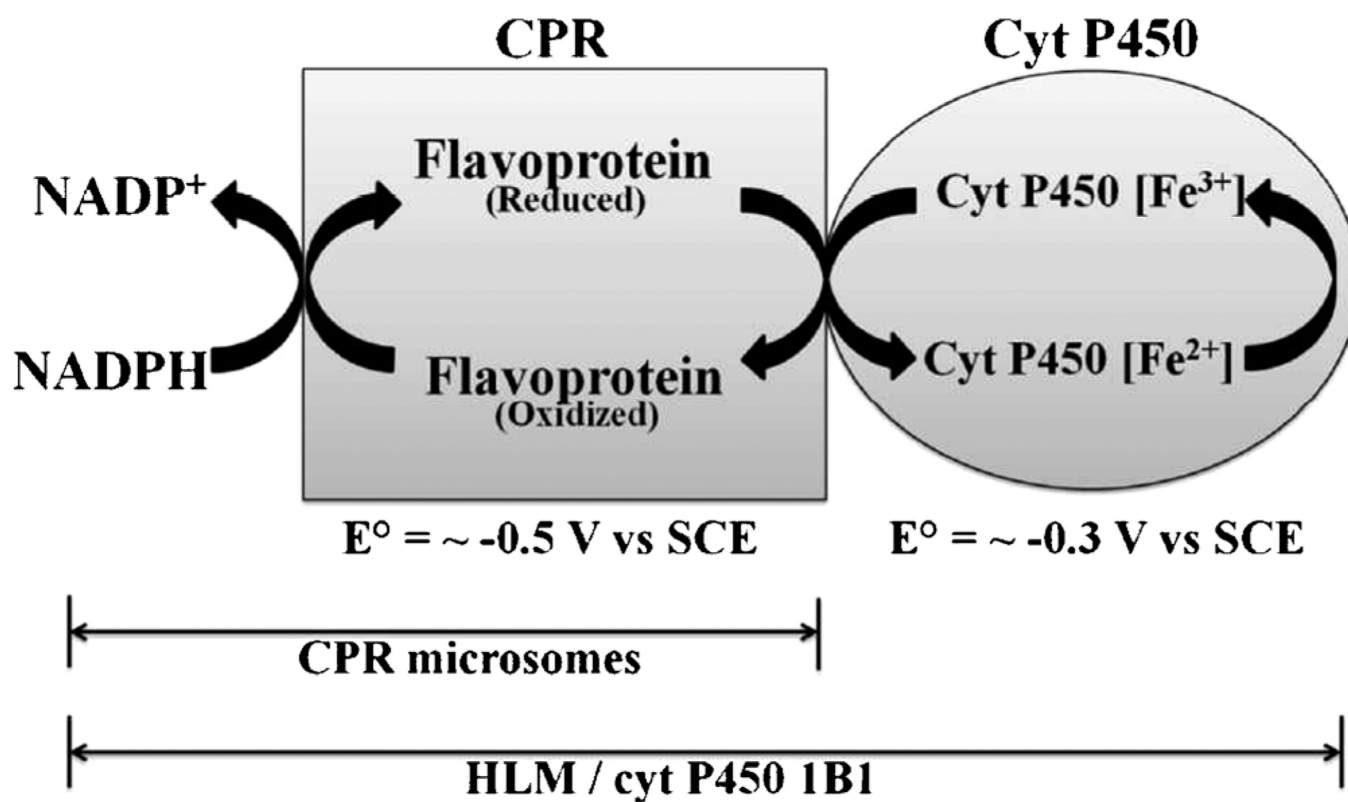 CPR
Cyt P450
NADP⁺
Flavoprotein
(Reduced)
Cyt P450 [Fe³⁺]
NADPH
Flavoprotein
(Oxidized)
Cyt P450 [Fe²⁺]
E° = ~ -0.5 V vs SCE
E° = ~ -0.3 V vs SCE
CPR microsomes
HLM / cyt P450 1B1